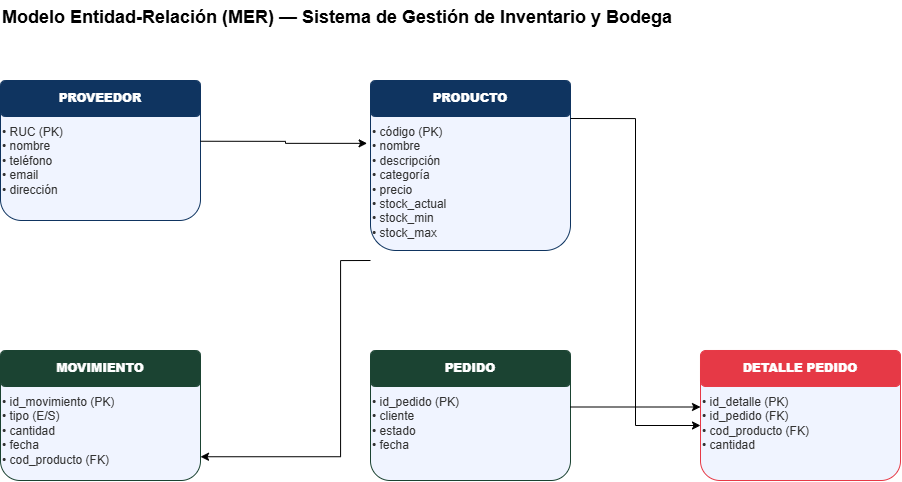 Modelo Entidad-Relación (MER) — Sistema de Gestión de Inventario y Bodega
PROVEEDOR
• RUC (PK)
• nombre
• teléfono
• email
• dirección
PRODUCTO
• código (PK)
• nombre
• descripción
• categoría
• precio
• stock_actual
• stock_min
• stock_max
MOVIMIENTO
• id_movimiento (PK)
• tipo (E/S)
• cantidad
• fecha
• cod_producto (FK)
PEDIDO
• id_pedido (PK)
• cliente
• estado
• fecha
DETALLE PEDIDO
• id_detalle (PK)
• id_pedido (FK)
• cod_producto (FK)
• cantidad